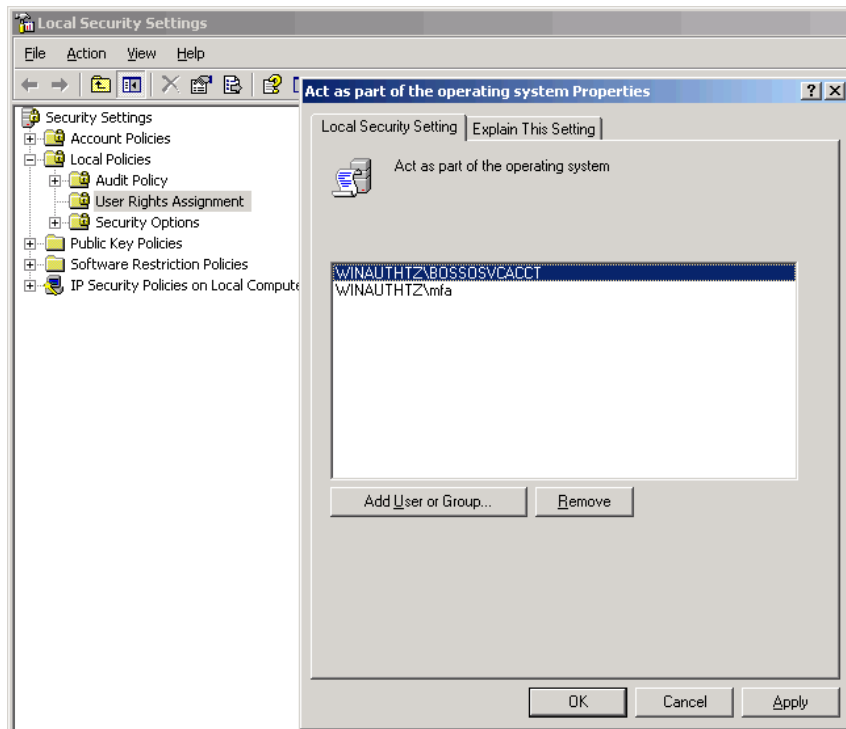 Local Security Settings
File Action View Help
Security Settings
Account Policies
Local Policies
Audit Policy
User Rights Assignment
Security Options
Public Key Policies
Software Restriction Policies
IP Security Policies on Local Compute
Act as part of the operating system Properties
Local Security Setting Explain This Setting
Act as part of the operating system
WINAUTHTZ\BOSSOSVCACCT
WINAUTHTZ\mfa
Add User or Group... Remove
OK Cancel Apply